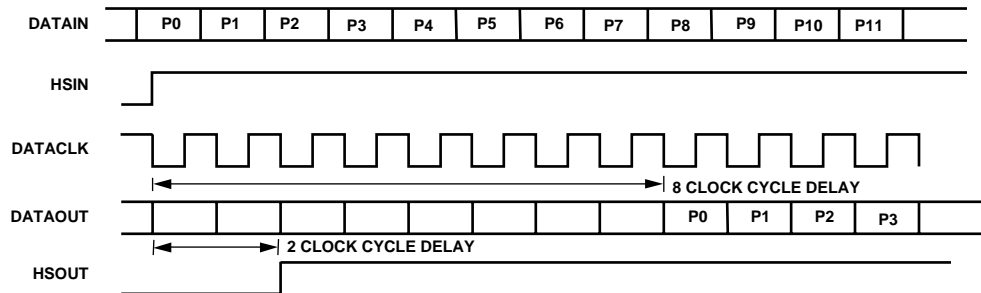 DATAIN P0 P1 P2 P3 P4 P5 P6 P7 P8 P9 P10 P11
HSIN
DATACLK
8 CLOCK CYCLE DELAY
DATAOUT P0 P1 P2 P3
2 CLOCK CYCLE DELAY
HSOUT